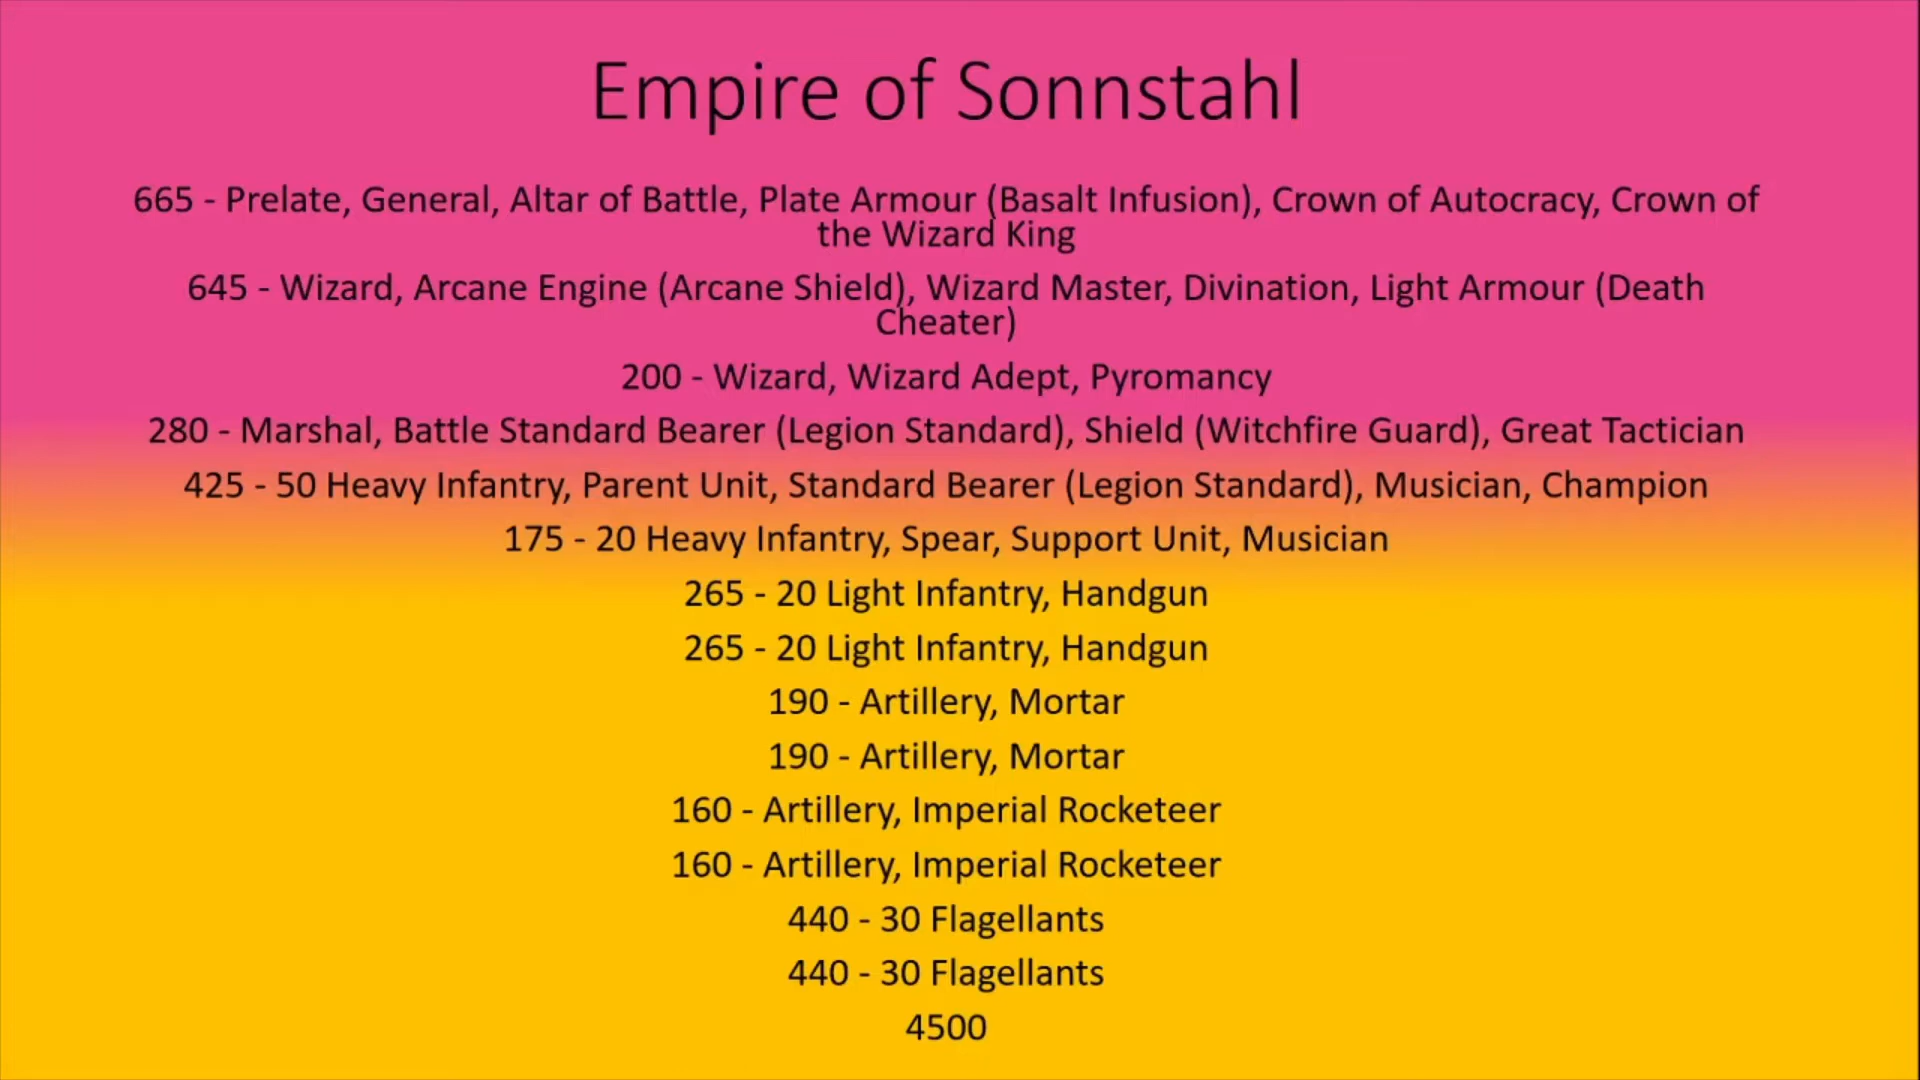 Empire of Sonnstahl
665 - Prelate, General, Altar of Battle, Plate Armour (Basalt Infusion), Crown of Autocracy, Crown of
the Wizard King
645 - Wizard, Arcane Engine (Arcane Shield), Wizard Master, Divination, Light Armour (Death
Cheater)
200 - Wizard, Wizard Adept, Pyromancy
280 - Marshal, Battle Standard Bearer (Legion Standard), Shield (Witchfire Guard), Great Tactician
425 - 50 Heavy Infantry, Parent Unit, Standard Bearer (Legion Standard), Musician, Champion
175 - 20 Heavy Infantry, Spear, Support Unit, Musician
265 - 20 Light Infantry, Handgun
265 - 20 Light Infantry, Handgun
190 - Artillery, Mortar
190 - Artillery, Mortar
160 - Artillery, Imperial Rocketeer
160 - Artillery, Imperial Rocketeer
440 - 30 Flagellants
440 - 30 Flagellants
4500